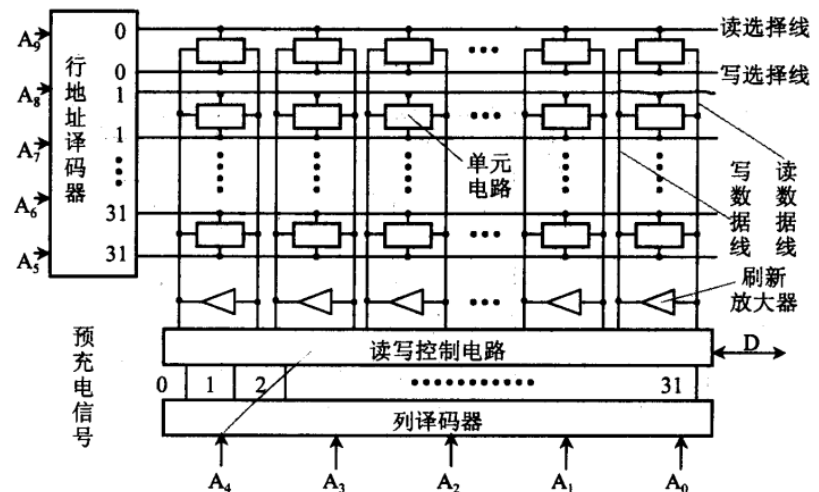 A₉
A₈
A₇
A₆
A₅
行地址译码器
0
0
1
1
31
31
读选择线
写选择线
单元
电路
写数据线
读数据线
刷新
放大器
预充电信号
读写控制电路
D
0
1
2
31
列译码器
A₄
A₃
A₂
A₁
A₀